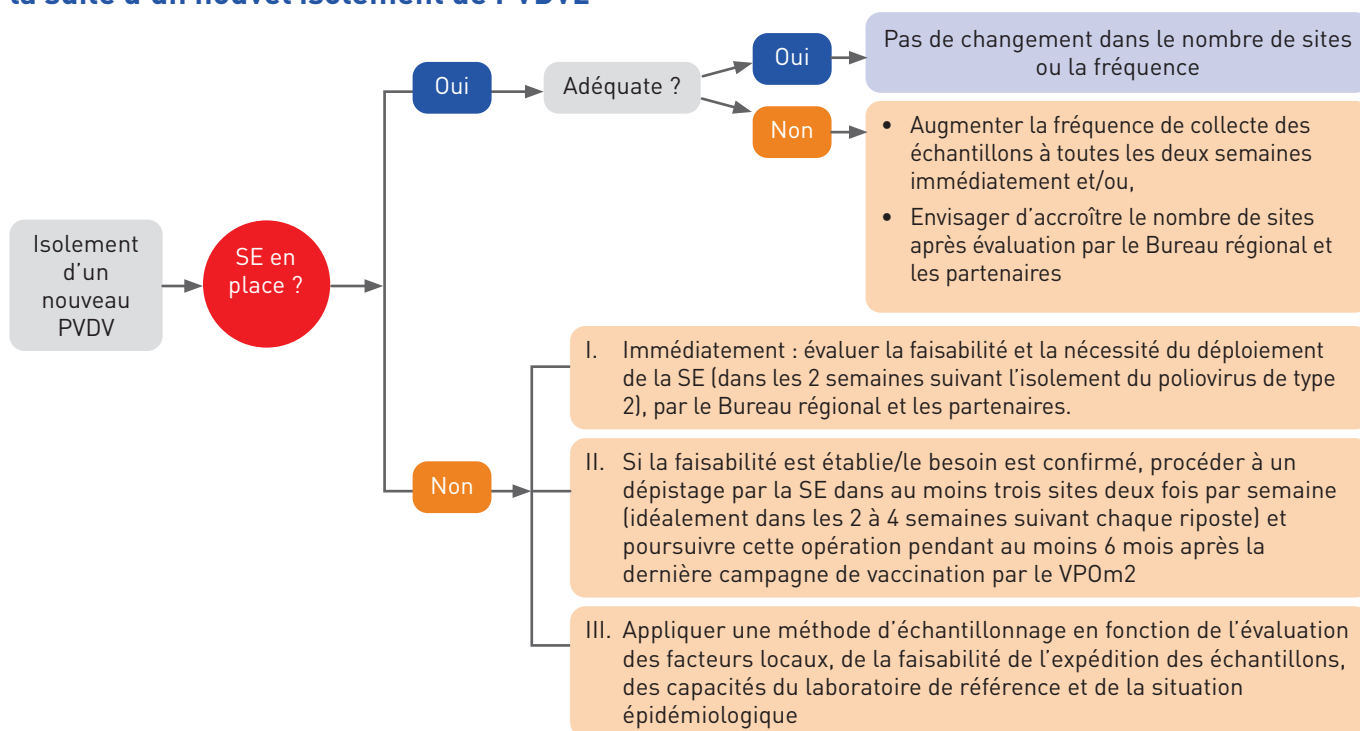 la suite d'un nouvel isolement de PVDV2
Isolement
d'un
nouveau
PVDV
SE en
place ?
Oui
Adéquate ?
Oui
Pas de changement dans le nombre de sites
ou la fréquence
Non
• Augmenter la fréquence de collecte des
échantillons à toutes les deux semaines
immédiatement et/ou,
• Envisager d'accroître le nombre de sites
après évaluation par le Bureau régional et
les partenaires
Non
I. Immédiatement : évaluer la faisabilité et la nécessité du déploiement
de la SE (dans les 2 semaines suivant l'isolement du poliovirus de type
2), par le Bureau régional et les partenaires.
II. Si la faisabilité est établie/le besoin est confirmé, procéder à un
dépistage par la SE dans au moins trois sites deux fois par semaine
(idéalement dans les 2 à 4 semaines suivant chaque riposte) et
poursuivre cette opération pendant au moins 6 mois après la
dernière campagne de vaccination par le VPOm2
III. Appliquer une méthode d'échantillonnage en fonction de l'évaluation
des facteurs locaux, de la faisabilité de l'expédition des échantillons,
des capacités du laboratoire de référence et de la situation
épidémiologique